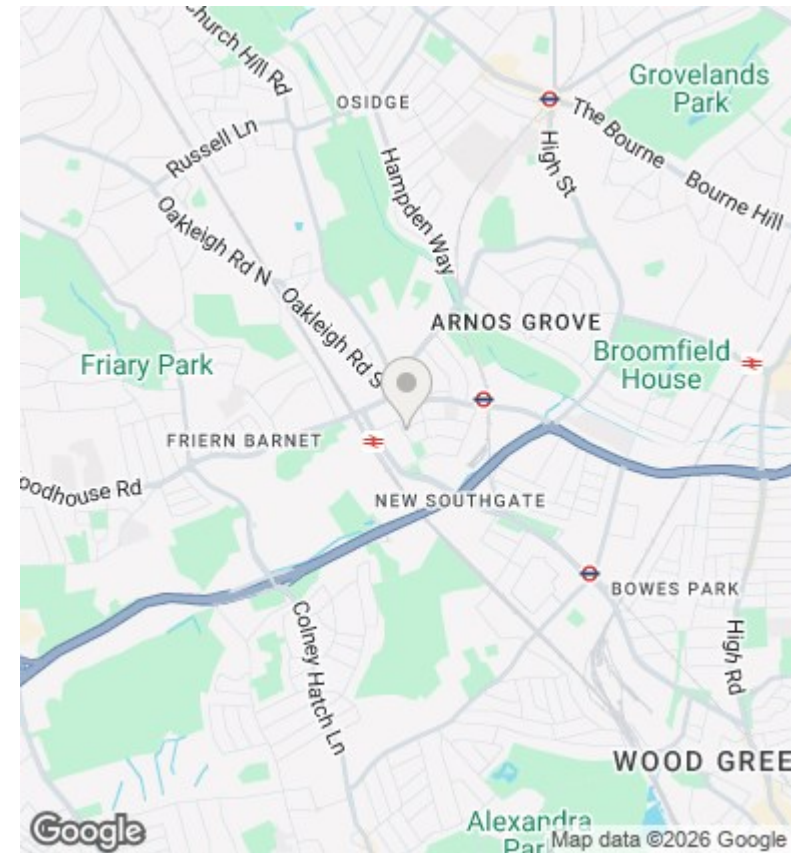 Church Hill Rd
OSIDGE
Grovelands
Park
Russell Ln
The Bourne
Bourne Hill
High St
Hampden Way
Oakleigh Rd N
Oakleigh Rd S
ARNOS GROVE
Friary Park
Broomfield
House
FRIERN BARNET
oodhouse Rd
NEW SOUTHGATE
BOWES PARK
Colney Hatch Ln
High Rd
WOOD GREE
Alexandra
Par
Google
Map data ©2026 Google